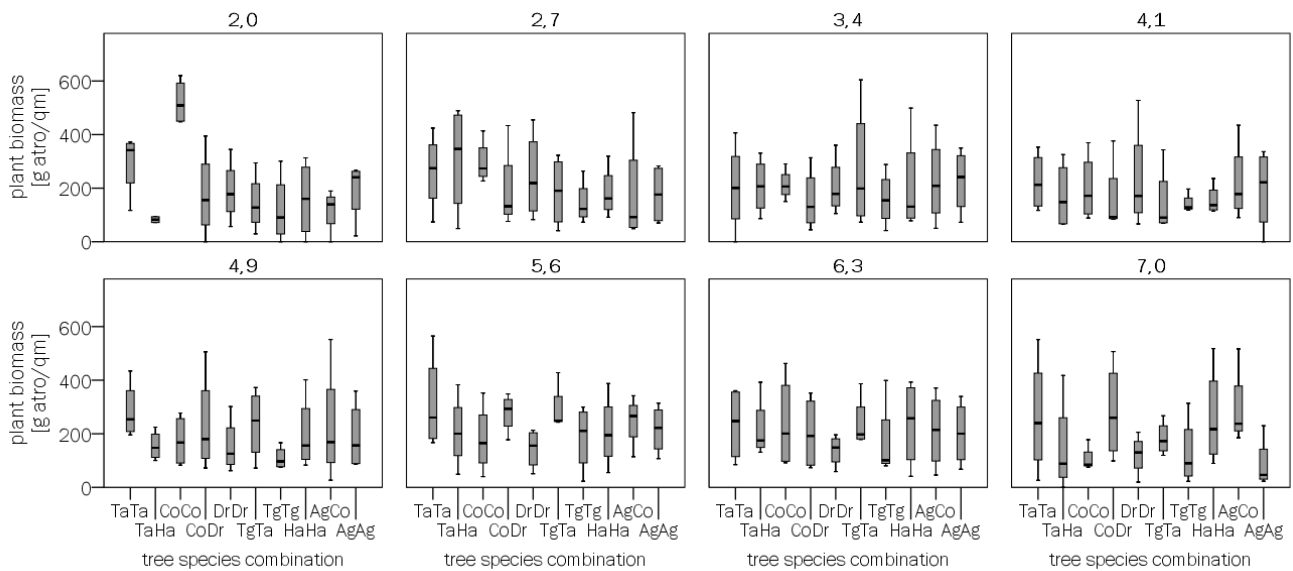 2,0 2,7 3,4 4,1
plant biomass
[g atro/qm]
600
400
200
0
4,9 5,6 6,3 7,0
plant biomass
[g atro/qm]
600
400
200
0
TaTa CoCo DrDr TgTg AgCo TaTa CoCo DrDr TgTg AgCo TaTa CoCo DrDr TgTg AgCo TaTa CoCo DrDr TgTg AgCo
TaHa CoDr TgTa HaHa AgAg TaHa CoDr TgTa HaHa AgAg TaHa CoDr TgTa HaHa AgAg TaHa CoDr TgTa HaHa AgAg
tree species combination tree species combination tree species combination tree species combination